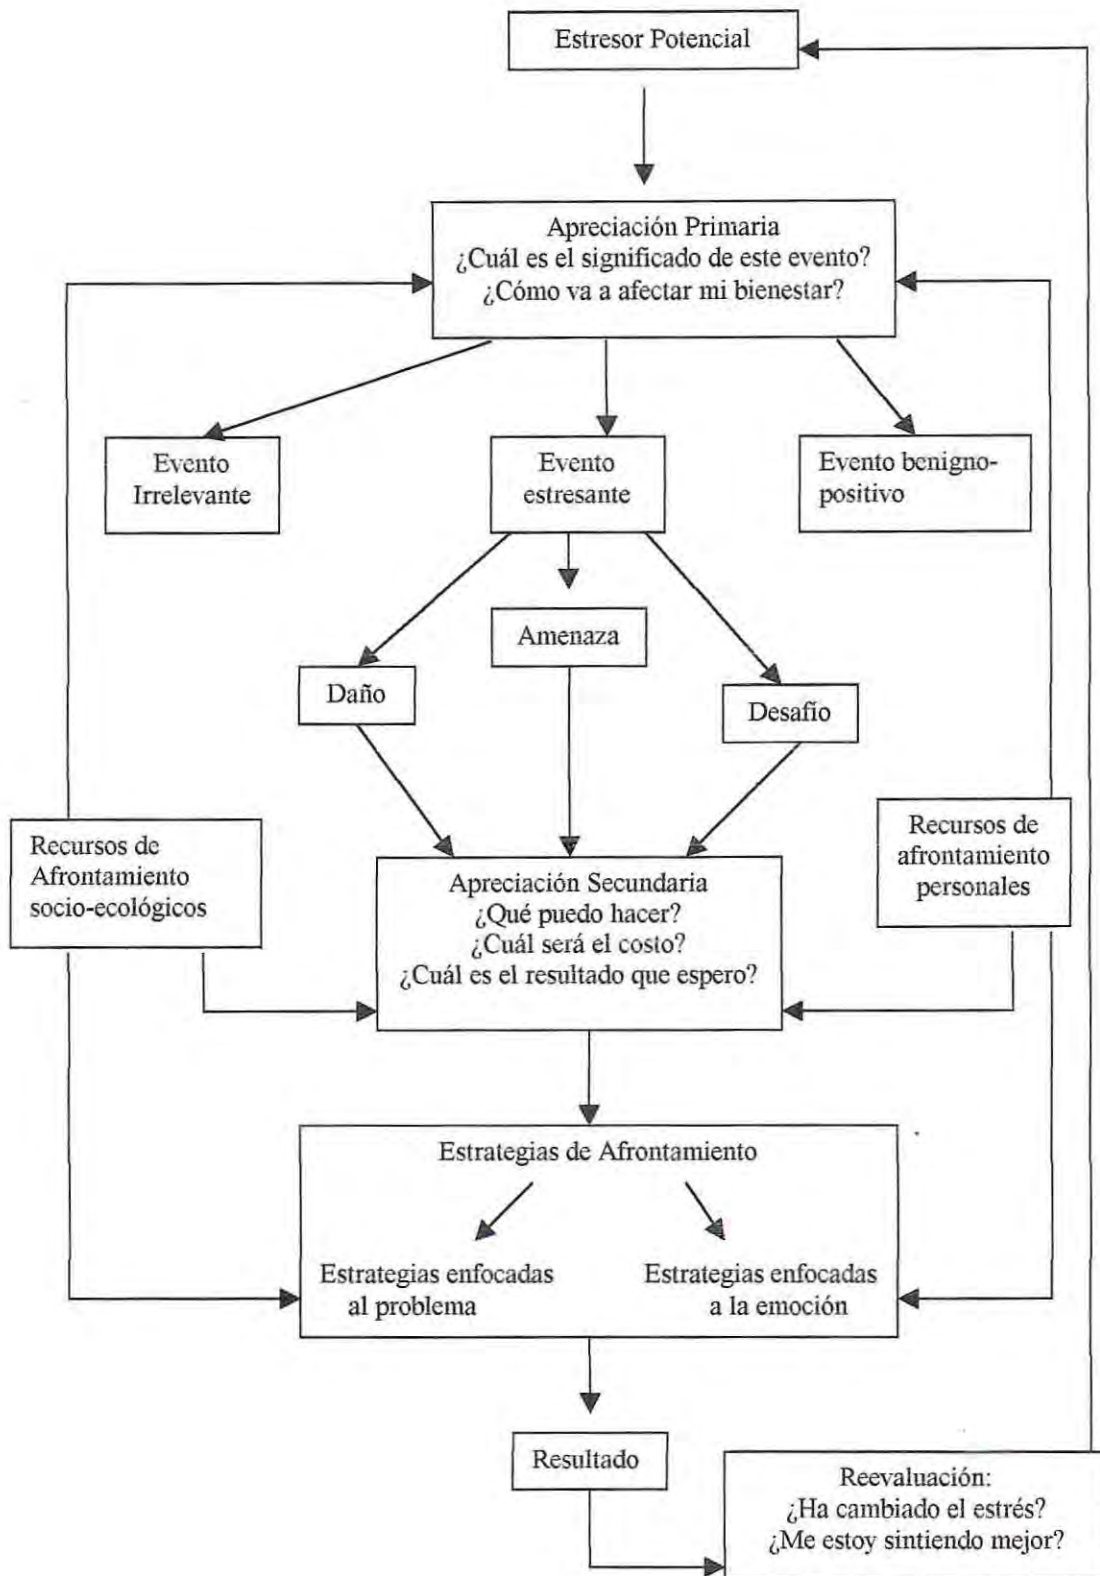 Estresor Potencial
Apreciación Primaria
¿Cuál es el significado de este evento?
¿Cómo va a afectar mi bienestar?
Evento
Irrelevante
Evento
estresante
Evento benigno-
positivo
Amenaza
Daño
Desafío
Recursos de
Afrontamiento
socio-ecológicos
Recursos de
afrontamiento
personales
Apreciación Secundaria
¿Qué puedo hacer?
¿Cuál será el costo?
¿Cuál es el resultado que espero?
Estrategias de Afrontamiento
Estrategias enfocadas
al problema
Estrategias enfocadas
a la emoción
Resultado
Reevaluación:
¿Ha cambiado el estrés?
¿Me estoy sintiendo mejor?